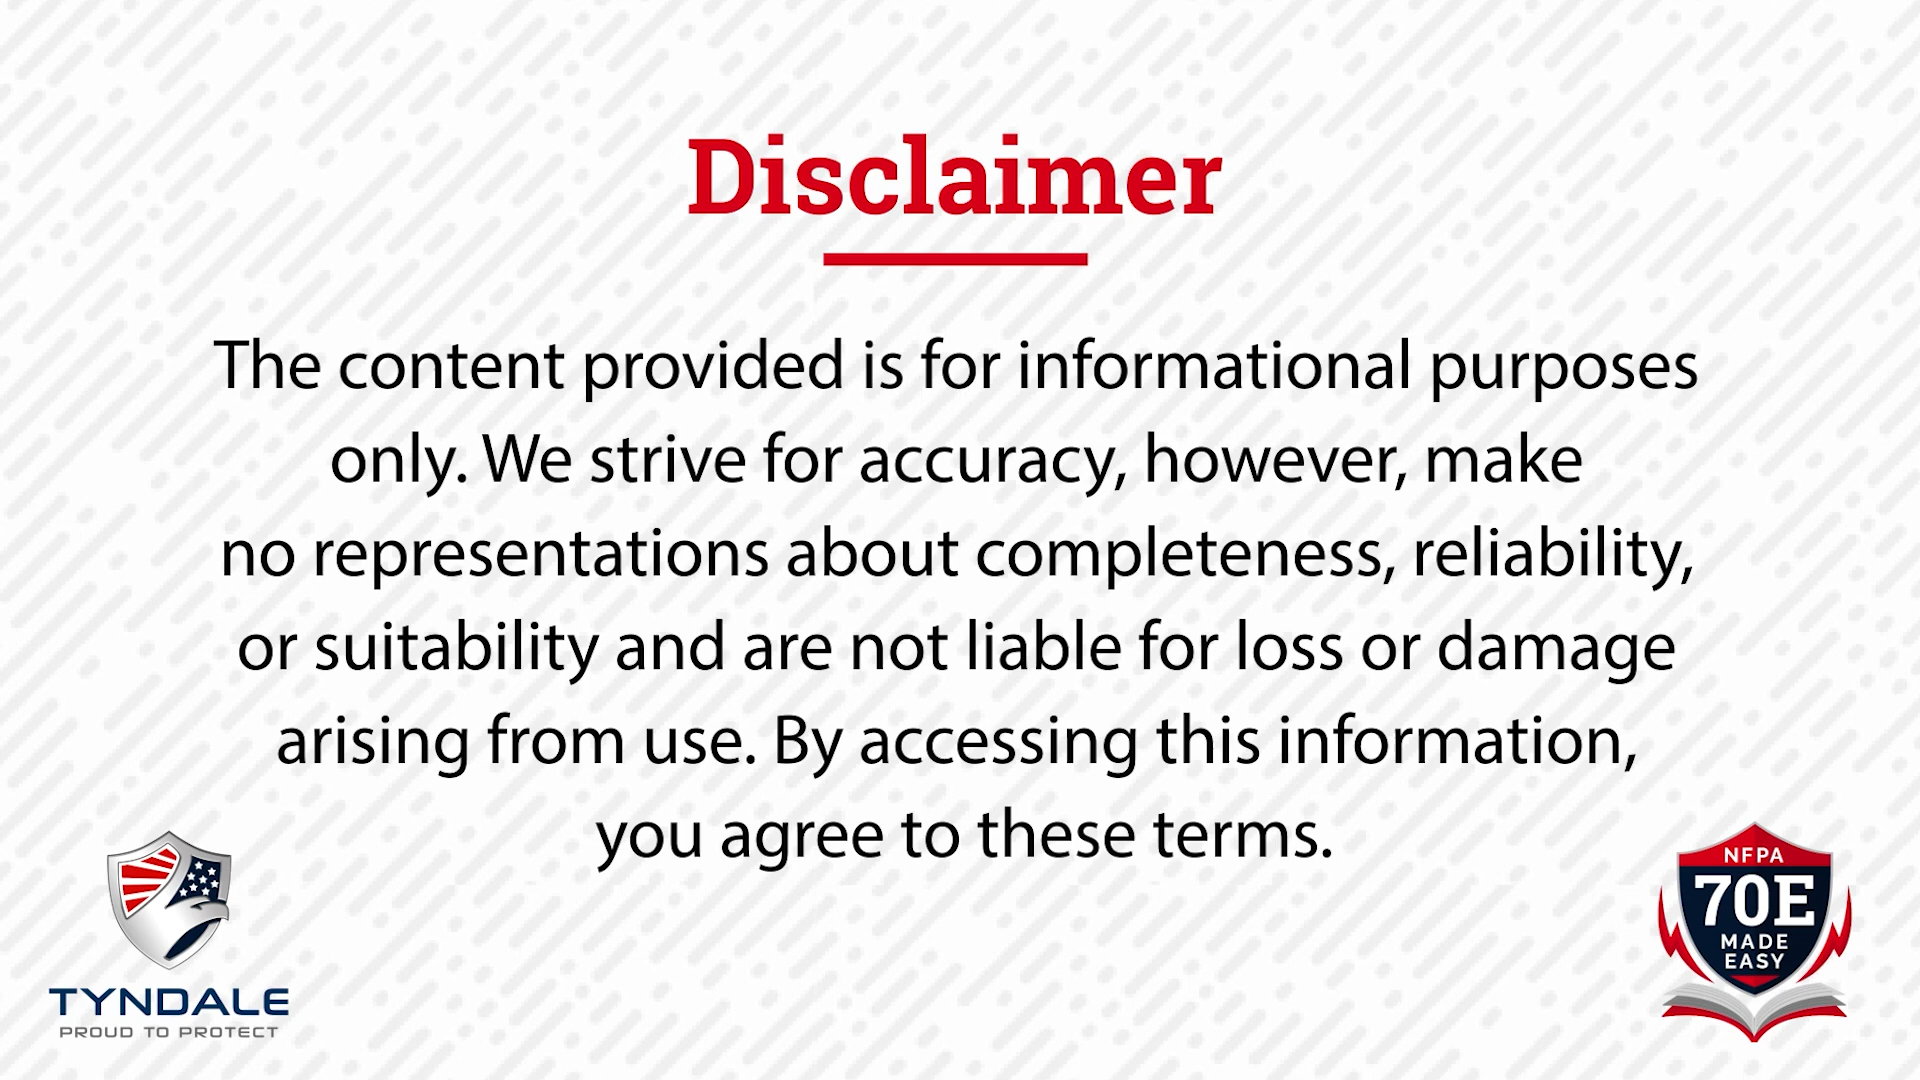 Disclaimer
The content provided is for informational purposes
only. We strive for accuracy, however, make
no representations about completeness, reliability,
or suitability and are not liable for loss or damage
arising from use. By accessing this information,
you agree to these terms.
TYNDALE
PROUD TO PROTECT
NFPA
70E
MADE
EASY